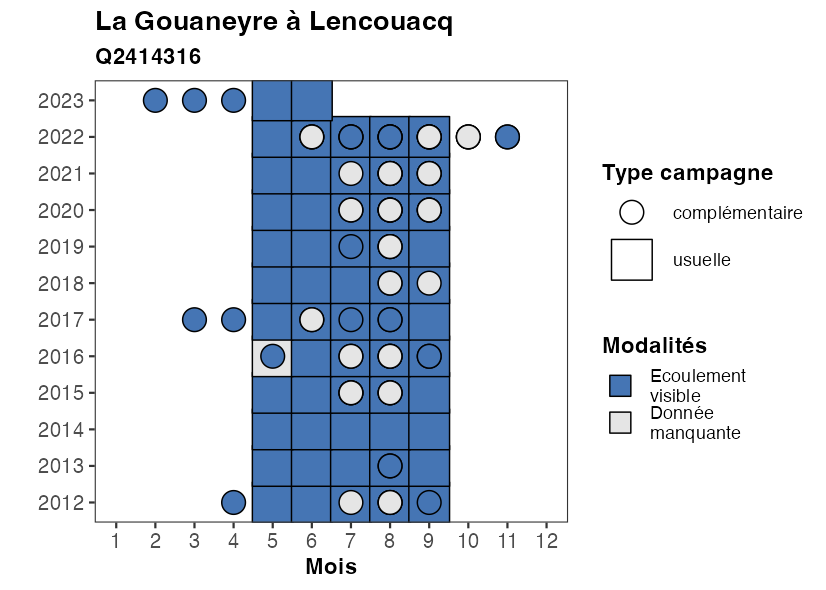 La Gouaneyre à Lencouacq
Q2414316
2023
2022
2021
2020
2019
2018
2017
2016
2015
2014
2013
2012
1 2 3 4 5 6 7 8 9 10 11 12
Mois
Type campagne
complémentaire
usuelle
Modalités
Ecoulement
visible
Donnée
manquante